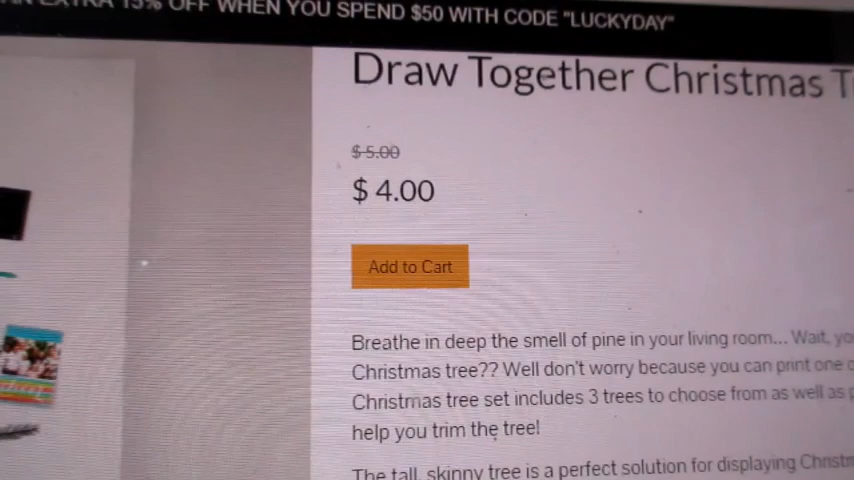 EXTRA 15% OFF WHEN YOU SPEND $50 WITH CODE "LUCKYDAY"
Draw Together Christmas
$ 5.00
$ 4.00
Add to Cart
Breathe in deep the smell of pine in your living room... Wait,
Christmas tree?? Well don't worry because you can print one
Christmas tree set includes 3 trees to choose from as well as
help you trim the tree!
The tall, skinny tree is a perfect solution for displaying